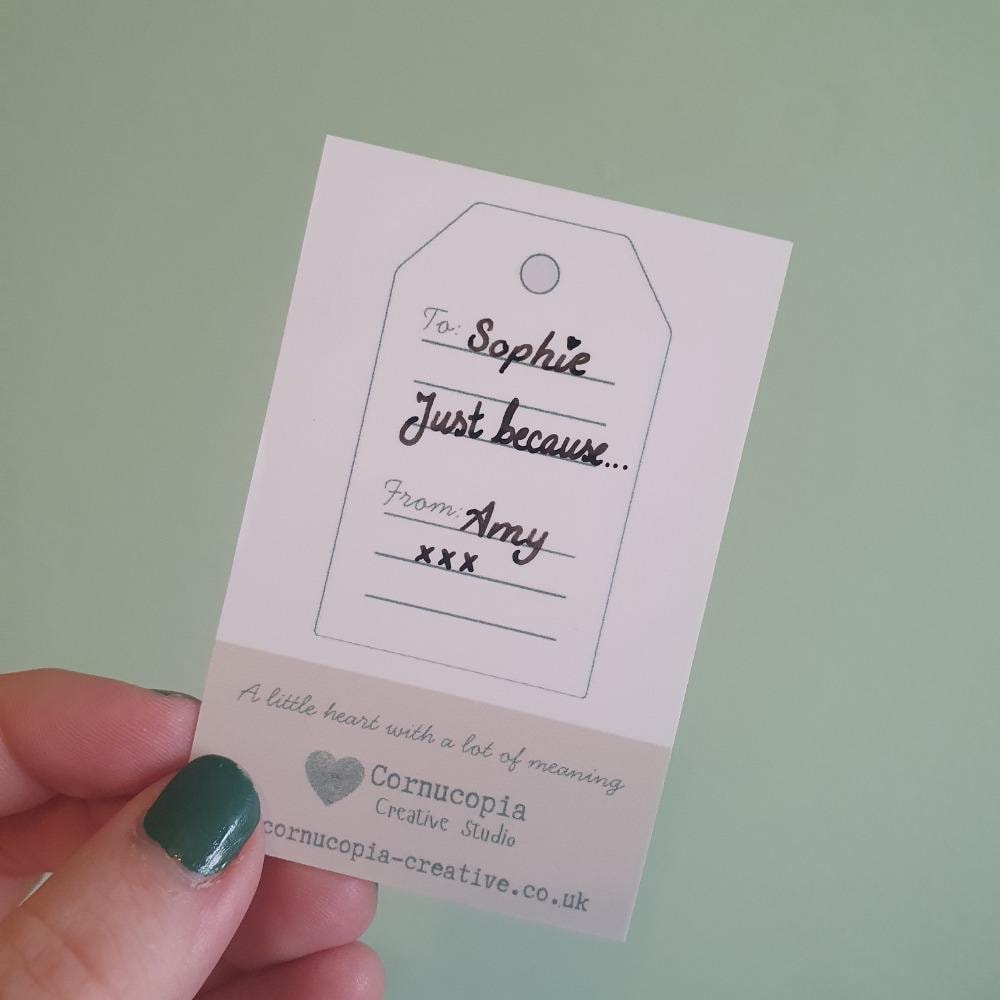 To: Sophie
Just because...
From: Amy
xxx
A little heart with a lot of meaning
Cornucopia
Creative Studio
cornucopia-creative.co.uk